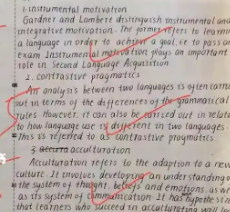 1. instrumental motivation
Gardner and Lambert distinguish instrumental and
integrative motivation. The former refers to learning
a language in order to achieve a goal, ie to pass an
exam Instrumental motivation plays an important
role in Second Language Acquisition.
2. contrastive pragmatics
An analysis between two languages is often carried
out in terms of the differences of the grammatical
rules. However, it can also be carried out in relation
to how language use is different in two languages
This is referred to as contrastive pragmatics
3. acculturation
Acculturation refers to the adaption to a new
culture. It involves developing an understanding of
the system of thought, beliefs and emotions, as well
as its system of communication It has hypothesize
that learners who succeed in acculturating will